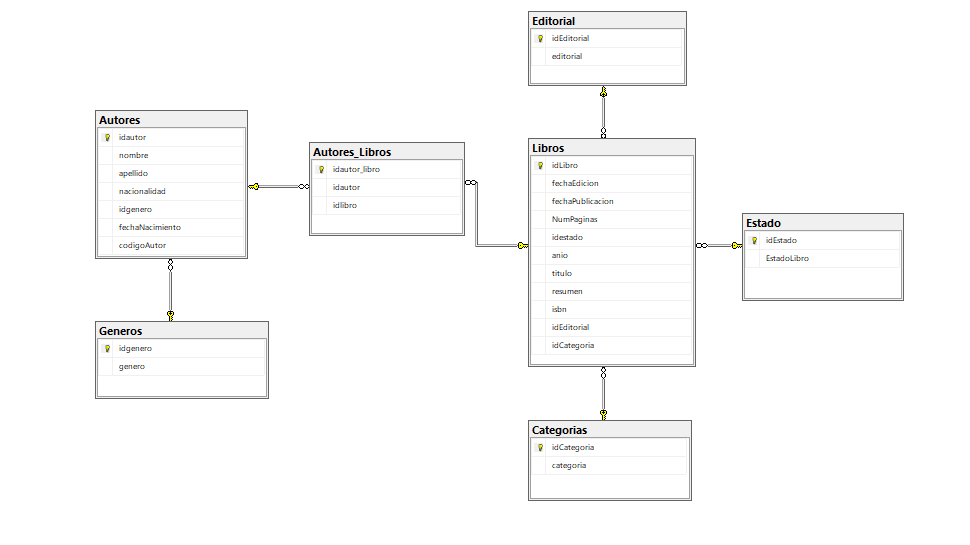 Editorial
idEditorial
editorial
Autores
idautor
nombre
apellido
nacionalidad
idgenero
fechaNacimiento
codigoAutor
Autores_Libros
idautor_libro
idautor
idlibro
Libros
idLibro
fechaEdicion
fechaPublicacion
NumPaginas
idestado
anio
titulo
resumen
isbn
idEditorial
idCategoria
Estado
idEstado
EstadoLibro
Generos
idgenero
genero
Categorias
idCategoria
categoria